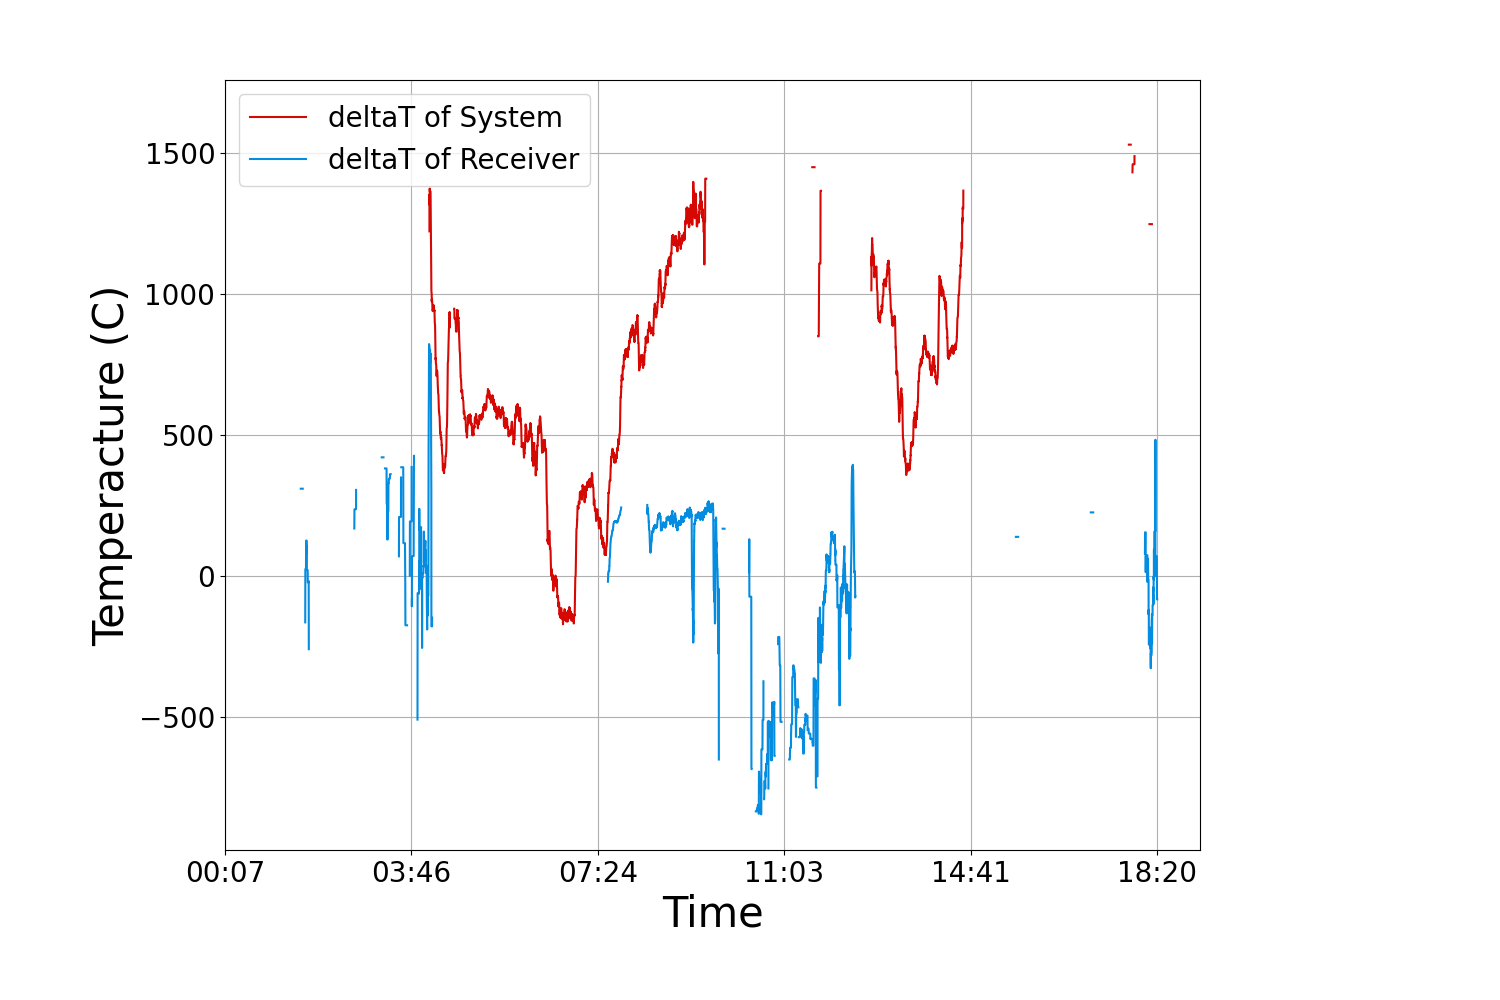 deltaT of System
deltaT of Receiver
1500
1000
500
0
−500
Temperacture (C)
00:07 03:46 07:24 11:03 14:41 18:20
Time